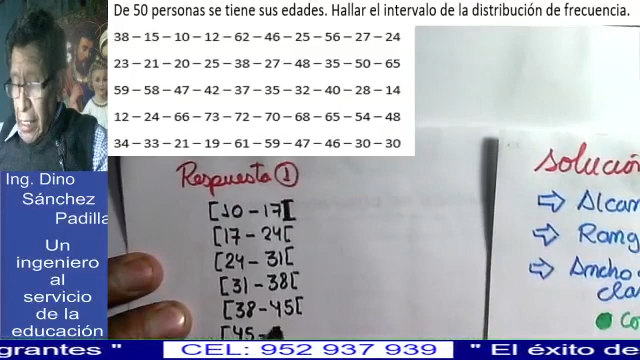 De 50 personas se tiene sus edades. Hallar el intervalo de la distribución de frecuencia.
38 – 15 – 10 – 12 – 62 – 46 – 25 – 56 – 27 – 24
23 – 21 – 20 – 25 – 38 – 27 – 48 – 35 – 50 – 65
59 – 58 – 47 – 42 – 37 – 35 – 32 – 40 – 28 – 14
12 – 24 – 66 – 73 – 72 – 70 – 68 – 65 – 54 – 48
34 – 33 – 21 – 19 – 61 – 59 – 47 – 46 – 30 – 30
Respuesta ①
[10 – 17[
[17 – 24[
[24 – 31[
[31 – 38[
[38 – 45[
[45 –
solución
⇨
⇨
⇨ Ancho
Ing. Dino
Sánchez
Padilla
Un
ingeniero
al
servicio
de la
educación
grantes " CEL: 952 937 939 " El éxito de